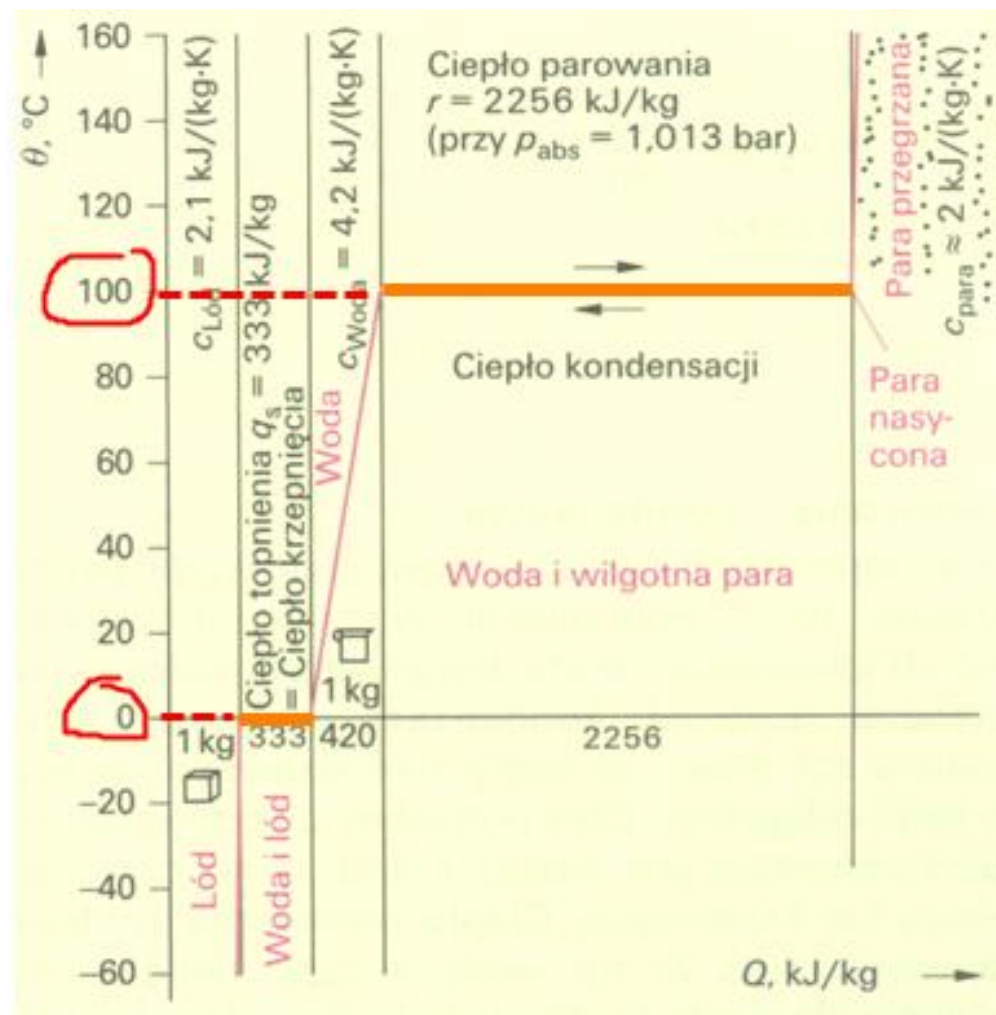 θ, °C
160
140
120
100
80
60
40
20
0
–20
–40
–60
cLód = 2,1 kJ/(kg·K)
Ciepło topnienia qs = 333 kJ/kg
= Ciepło krzepnięcia
cWoda = 4,2 kJ/(kg·K)
Woda
Ciepło parowania
r = 2256 kJ/kg
(przy pabs = 1,013 bar)
Ciepło kondensacji
Woda i wilgotna para
Para przegrzana
cpara ≈ 2 kJ/(kg·K)
Para
nasy-
cona
1 kg
1 kg
333
420
2256
Lód
Woda i lód
Q, kJ/kg